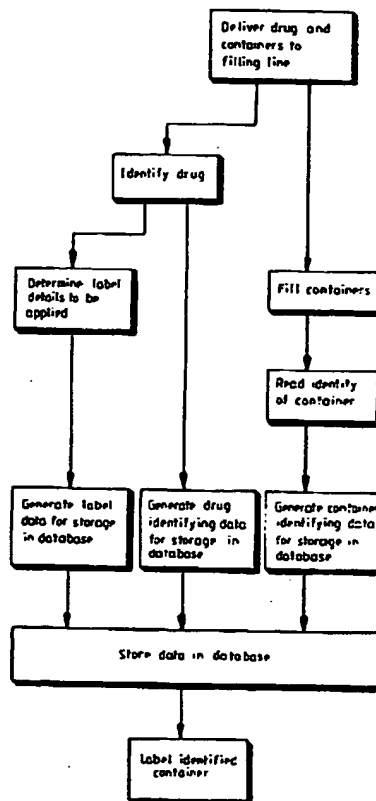 Deliver drug and
containers to
filling line
Identify drug
Determine label
details to be
applied
Fill containers
Read identity
of container
Generate label
data for storage
in database
Generate drug
identifying data
for storage in
database
Generate container
identifying data
for storage in
database
Store data in database
Label identified
container